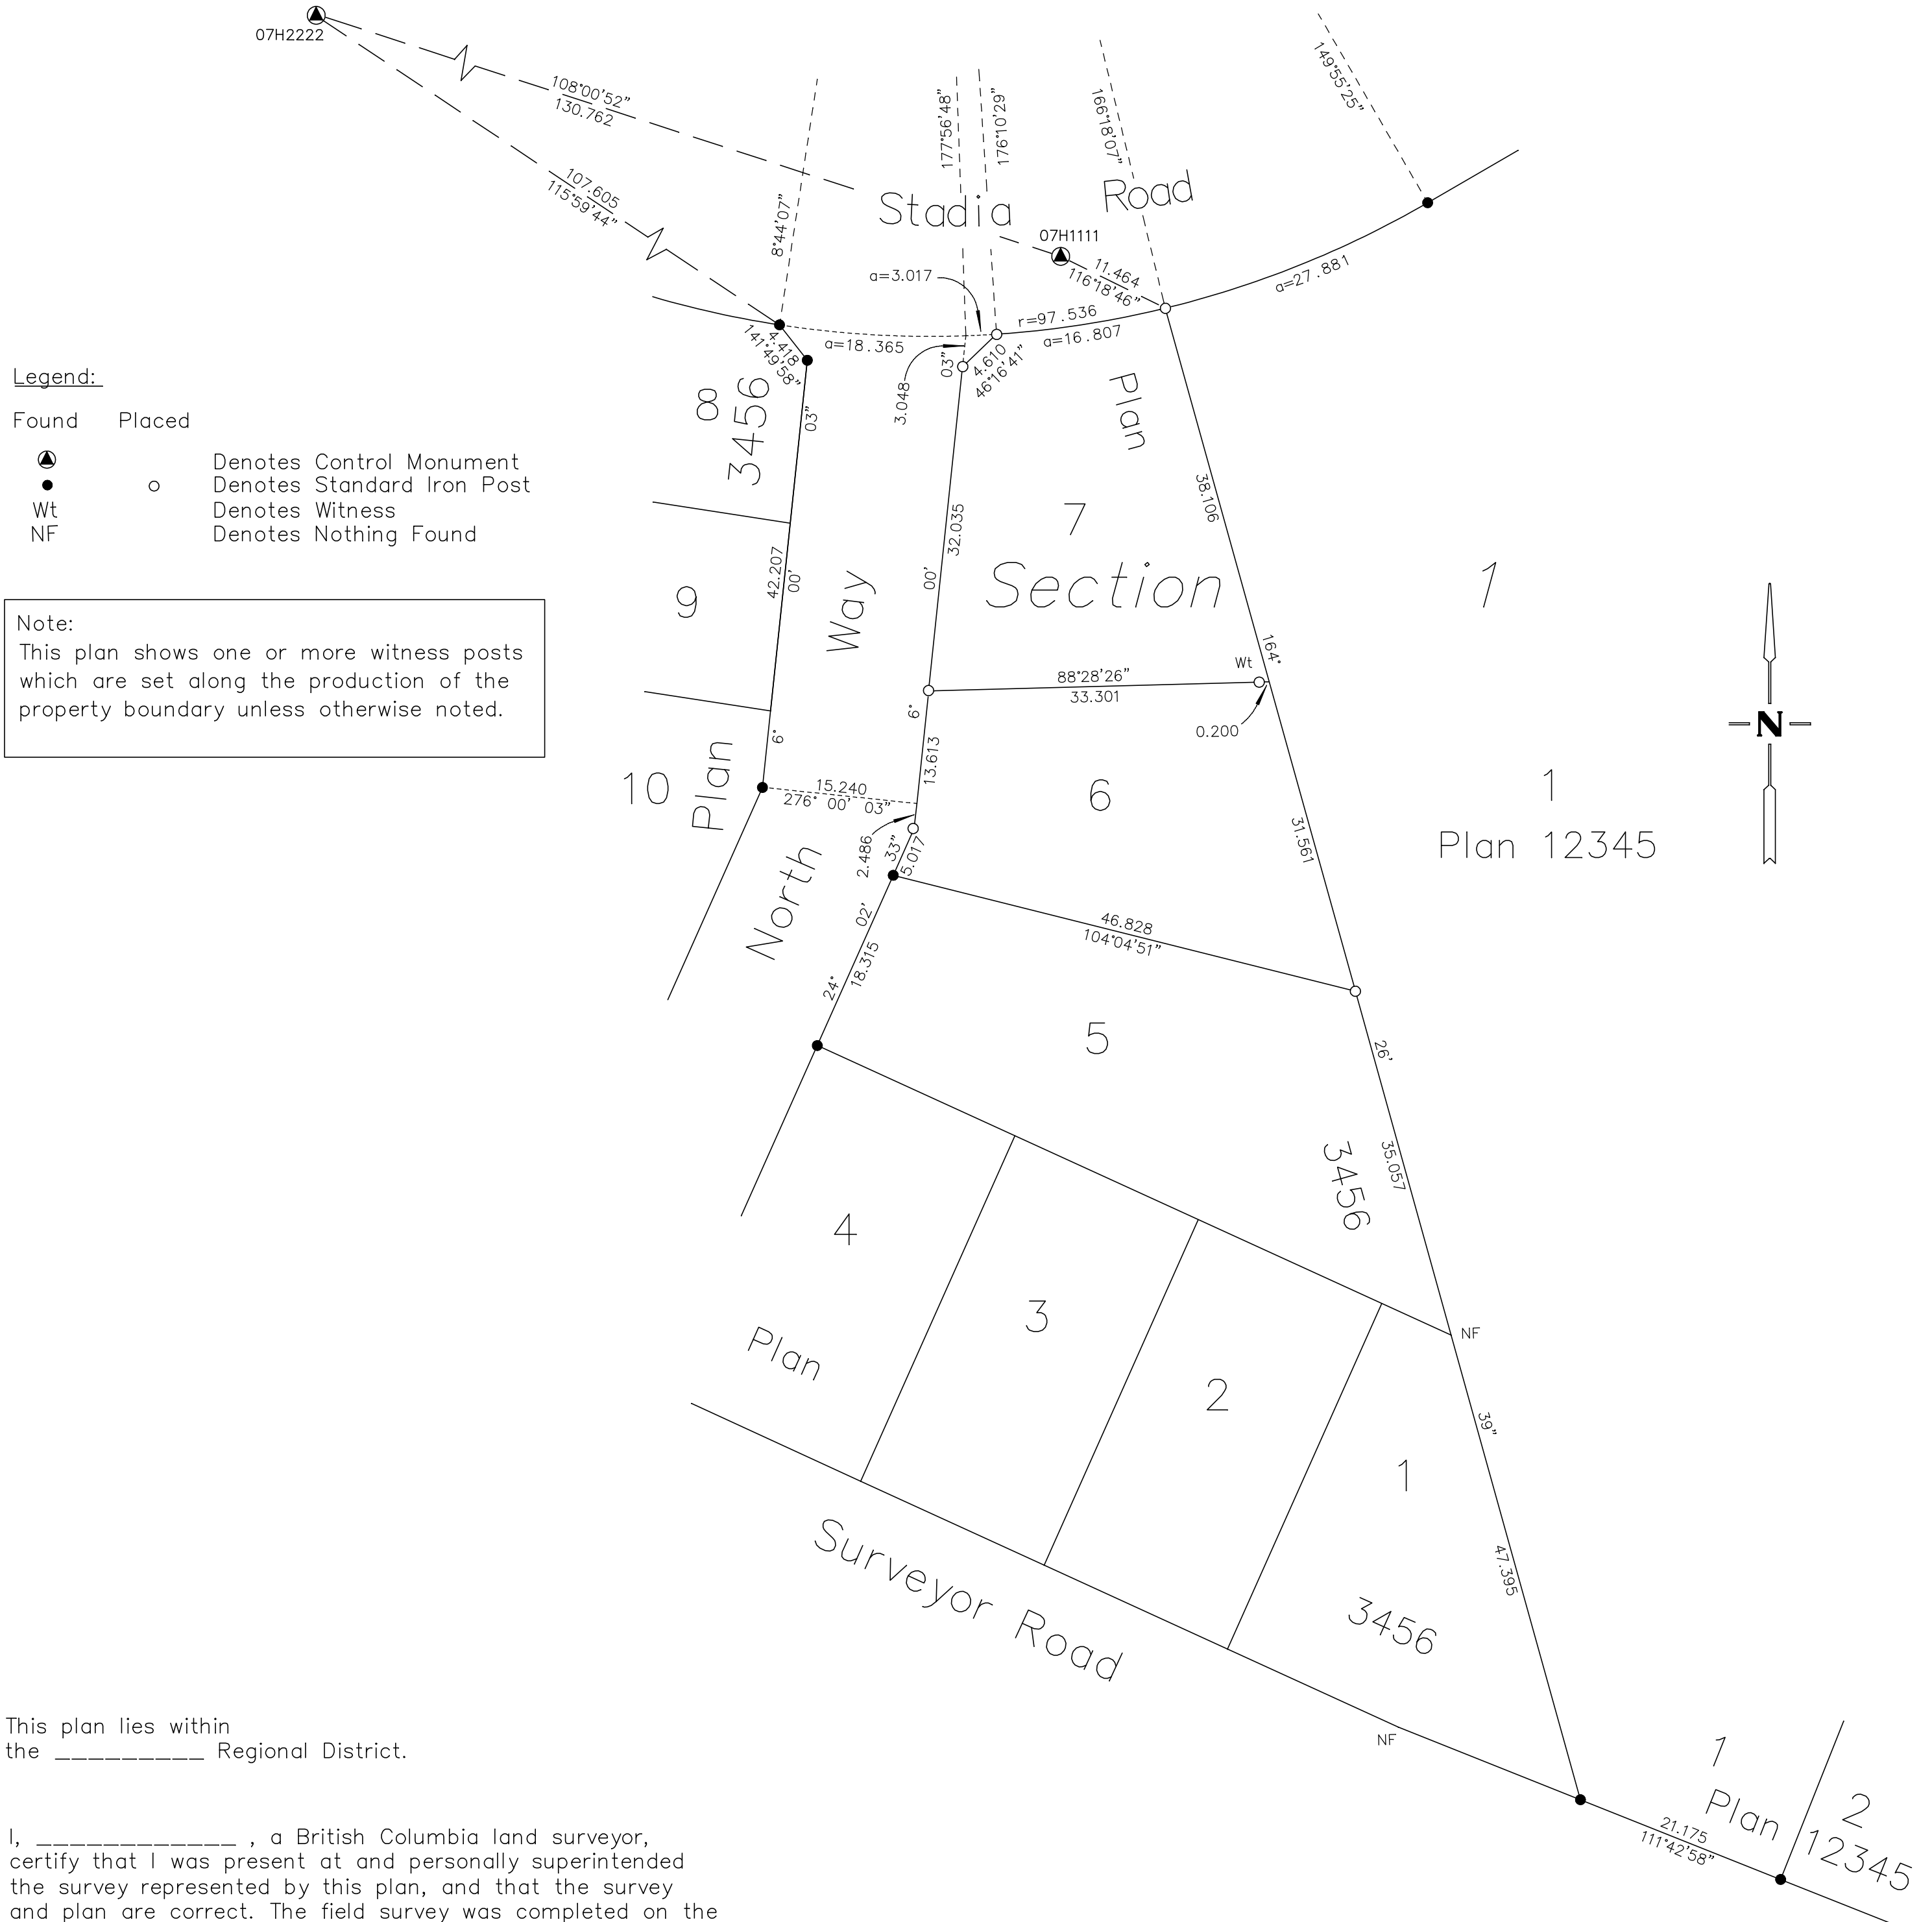 07H2222
108°00'52"
130.762
107.605
115°59'44"
8°44'07"
177°56'48"
176°10'29"
166°18'07"
149°55'25"
Stadia Road
07H1111
11.464
116°18'46"
a=3.017
a=27.881
r=97.536
a=16.807
a=18.365
4.418
141°49'58"
3.048
03"
4.610
46°16'41"
Legend:
Found Placed
Denotes Control Monument
Denotes Standard Iron Post
Wt Denotes Witness
NF Denotes Nothing Found
8
3456
03"
Plan
38.106
7
32.035
Section 1
42.207
00'
00'
9
Way
Note:
This plan shows one or more witness posts
which are set along the production of the
property boundary unless otherwise noted.
164°
Wt
88°28'26"
33.301
0.200
6°
6°
13.613
N
10
Plan
15.240
276° 00' 03"
6
1
Plan 12345
31.561
2.486
33"
5.017
North
02'
46.828
104°04'51"
18.315
24°
5
26'
35.057
3456
4
3
2
1
NF
Plan
39"
47.395
3456
Surveyor Road
NF
This plan lies within
the _________ Regional District.
1
Plan
2
12345
21.175
111°42'58"
I, ____________ , a British Columbia land surveyor,
certify that I was present at and personally superintended
the survey represented by this plan, and that the survey
and plan are correct. The field survey was completed on the